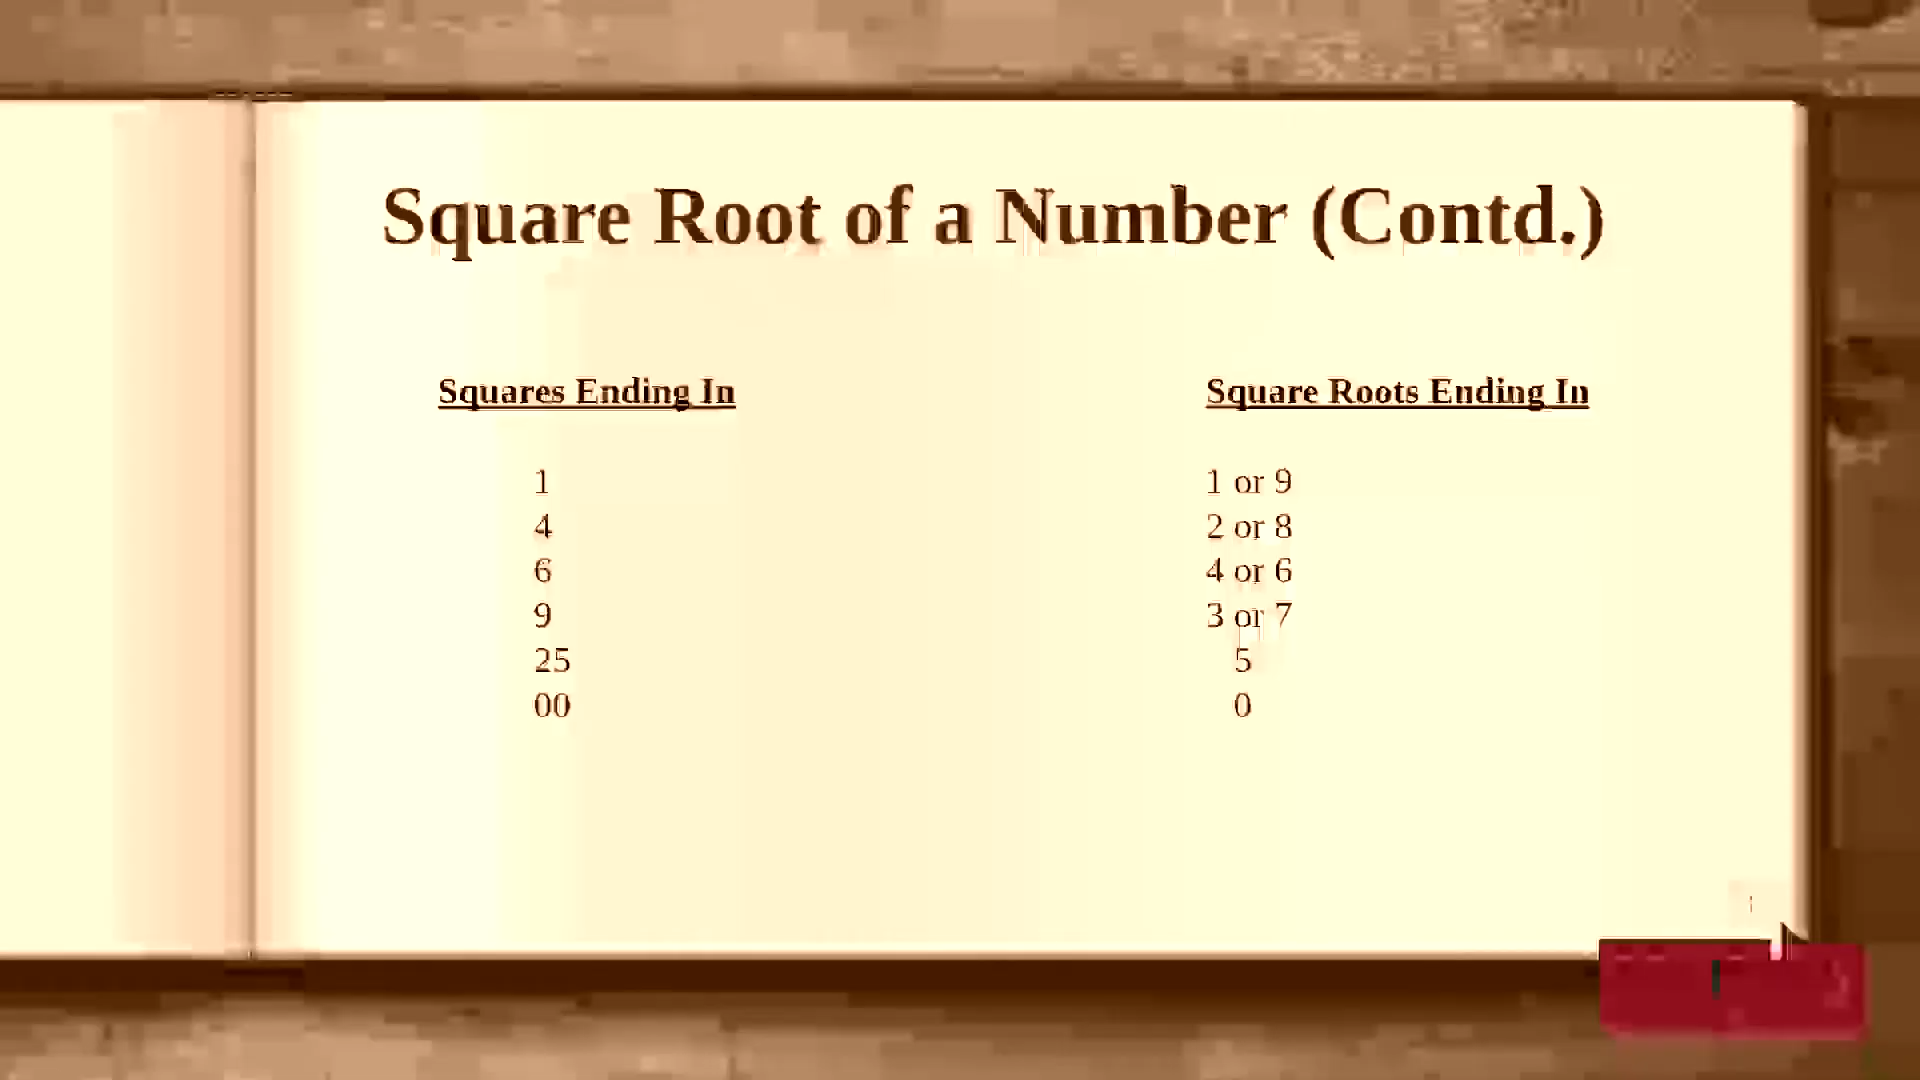 Square Root of a Number (Contd.)
Squares Ending In Square Roots Ending In
1 1 or 9
4 2 or 8
6 4 or 6
9 3 or 7
25 5
00 0